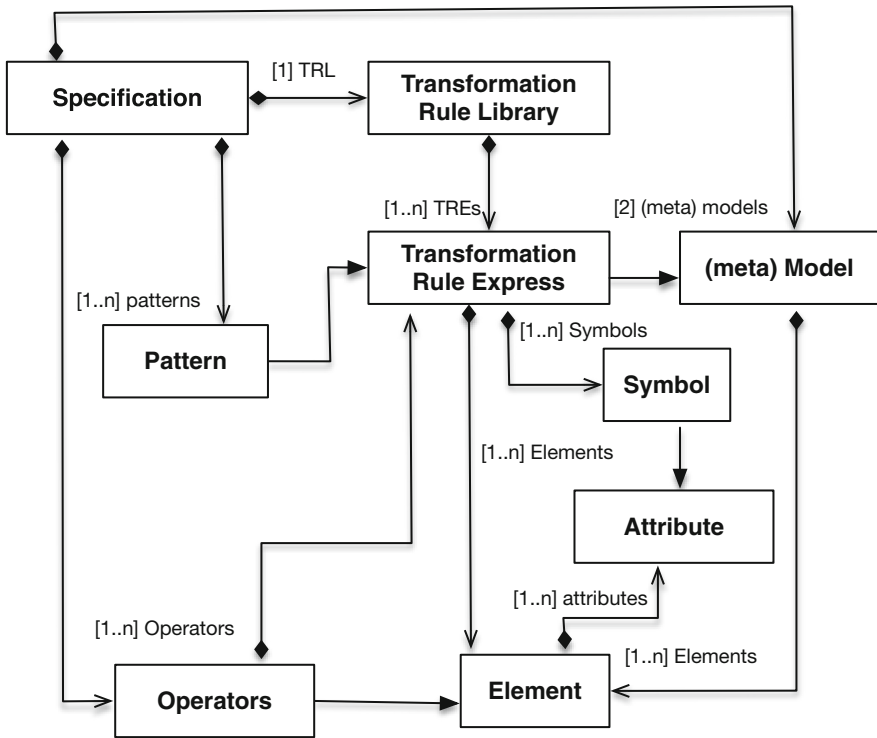 [1] TRL
Specification
Transformation
Rule Library
[1..n] TREs
[2] (meta) models
Transformation
Rule Express
(meta) Model
[1..n] patterns
[1..n] Symbols
Pattern
Symbol
[1..n] Elements
Attribute
[1..n] attributes
[1..n] Operators
[1..n] Elements
Operators
Element